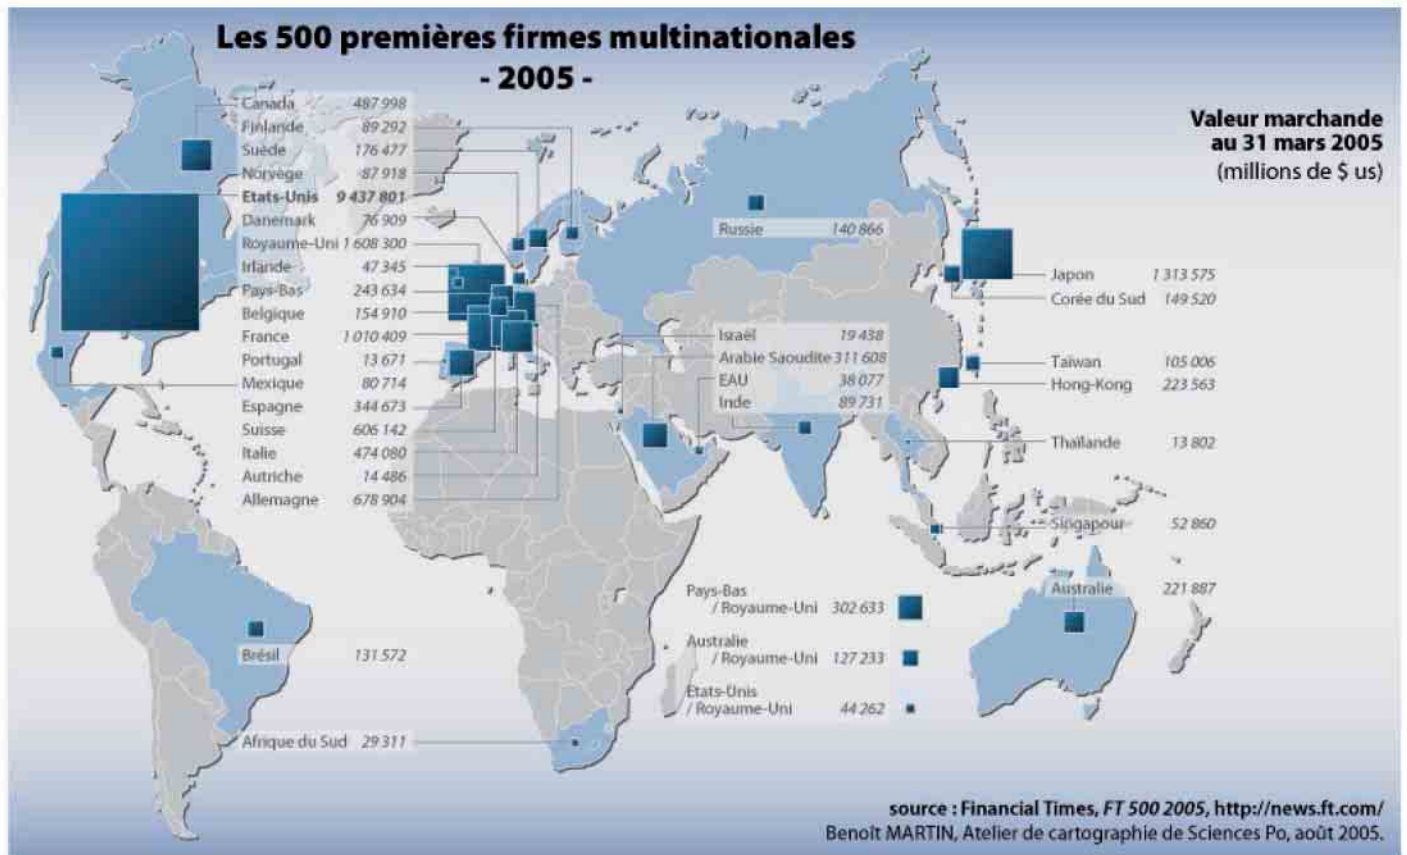 Les 500 premières firmes multinationales
- 2005 -
Valeur marchande
au 31 mars 2005
(millions de $ us)
Canada 487 998
Finlande 89 292
Suède 176 477
Norvège 87 918
Etats-Unis 9 437 801
Danemark 76 909
Royaume-Uni 1 608 300
Irlande 47 345
Pays-Bas 243 634
Belgique 154 910
France 1 010 409
Portugal 13 671
Mexique 80 714
Espagne 344 673
Suisse 606 142
Italie 474 080
Autriche 14 486
Allemagne 678 904
Russie 140 866
Israël 19 438
Arabie Saoudite 311 608
EAU 38 077
Inde 89 731
Japon 1 313 575
Corée du Sud 149 520
Taïwan 105 006
Hong-Kong 223 563
Thaïlande 13 802
Singapour 52 860
Australie 221 887
Pays-Bas
/ Royaume-Uni 302 633
Australie
/ Royaume-Uni 127 233
Etats-Unis
/ Royaume-Uni 44 262
Brésil 131 572
Afrique du Sud 29 311
source : Financial Times, FT 500 2005, http://news.ft.com/
Benoît MARTIN, Atelier de cartographie de Sciences Po, août 2005.